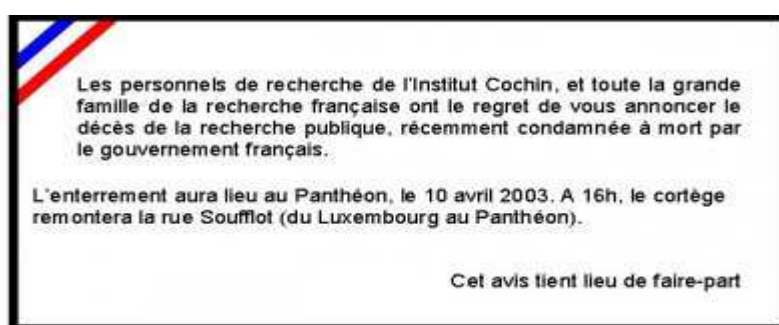 Les personnels de recherche de l'Institut Cochin, et toute la grande
famille de la recherche française ont le regret de vous annoncer le
décès de la recherche publique, récemment condamnée à mort par
le gouvernement français.
L'enterrement aura lieu au Panthéon, le 10 avril 2003. A 16h, le cortège
remontera la rue Soufflot (du Luxembourg au Panthéon).
Cet avis tient lieu de faire-part